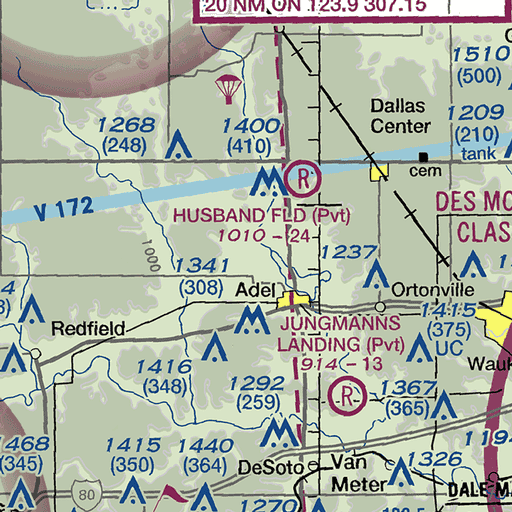 20 NM ON 123.9 307.15
1510
(500)
Dallas
Center
1209
(210)
tank
1268
(248)
1400
(410)
cem
R
V 172
HUSBAND FLD (Pvt)
1010 - 24
DES MO
CLAS
1000
1341
(308)
1237
Adel
Ortonville
Redfield
JUNGMANNS
LANDING (Pvt)
914 - 13
1415
(375)
UC
Wauk
1416
(348)
1292
(259)
R
1367
(365)
1468
(345)
1415
(350)
1440
(364)
DeSoto
Van
Meter
1326
1194
80
1270
DALE MA